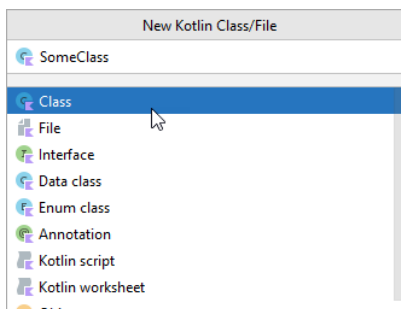 New Kotlin Class/File
SomeClass
Class
File
Interface
Data class
Enum class
Annotation
Kotlin script
Kotlin worksheet